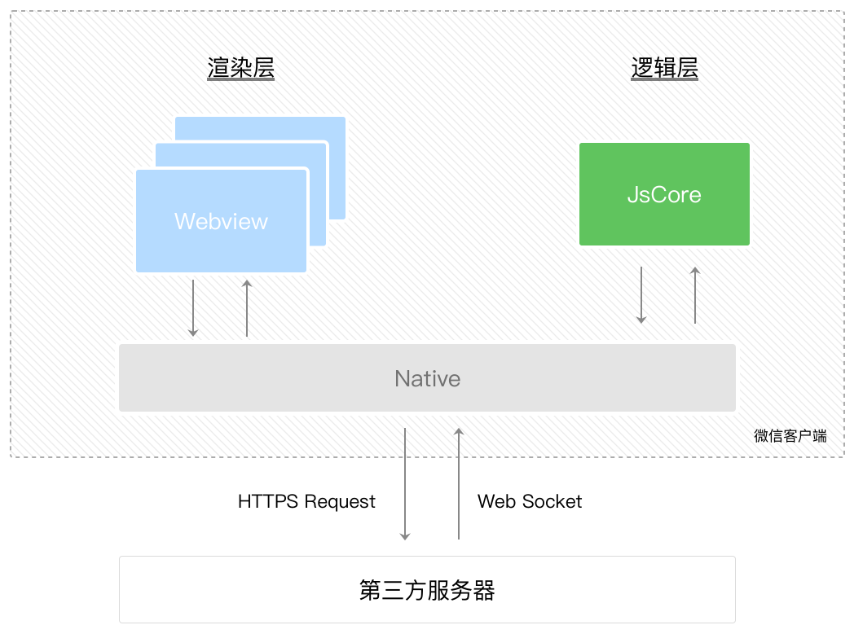 渲染层
逻辑层
Webview
JsCore
Native
微信客户端
HTTPS Request
Web Socket
第三方服务器